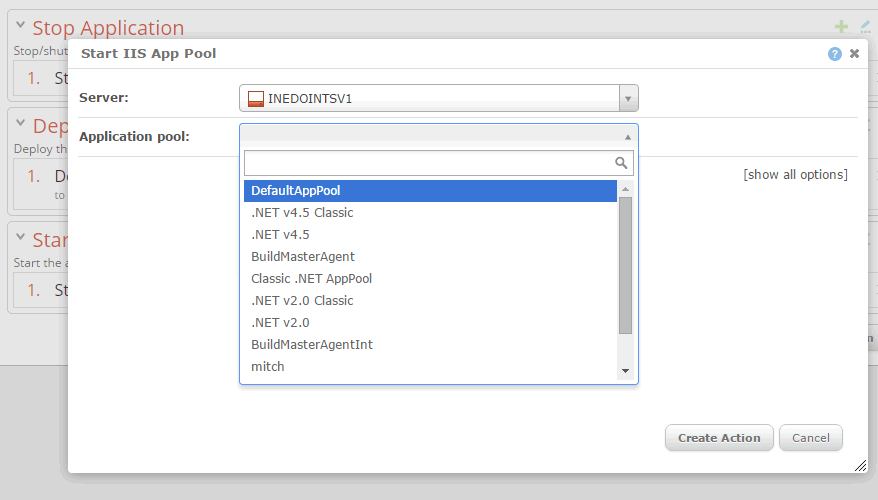 Stop Application
Stop/shut
1. St
Start IIS App Pool
Server:
INEDOINTSV1
Application pool:
[show all options]
DefaultAppPool
.NET v4.5 Classic
.NET v4.5
BuildMasterAgent
Classic .NET AppPool
.NET v2.0 Classic
.NET v2.0
BuildMasterAgentInt
mitch
Dep
Deploy th
1. De
to
Star
Start the a
1. St
n
Create Action
Cancel